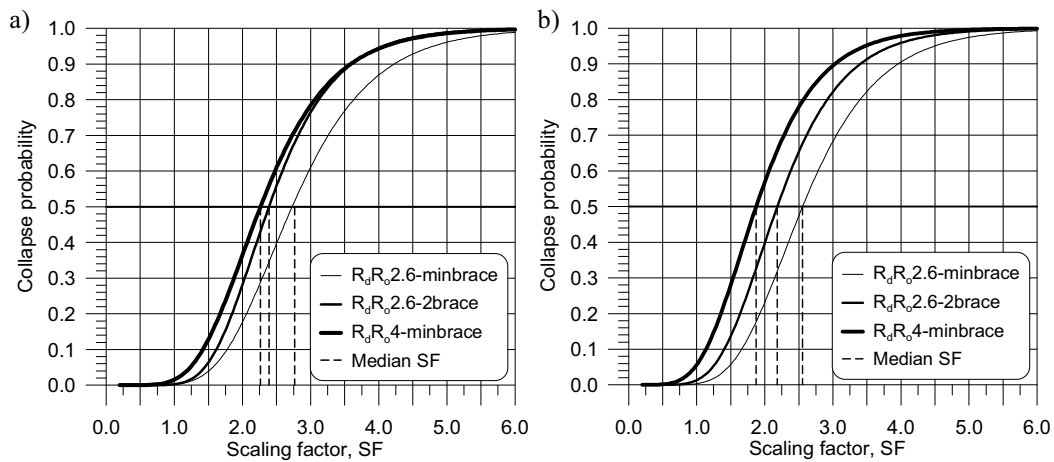 a)
1.0
0.9
0.8
0.7
0.6
0.5
0.4
0.3
0.2
0.1
0.0
Collapse probability
0.0 1.0 2.0 3.0 4.0 5.0 6.0
Scaling factor, SF
RdRo2.6-minbrace
RdRo2.6-2brace
RdRo4-minbrace
Median SF
b)
1.0
0.9
0.8
0.7
0.6
0.5
0.4
0.3
0.2
0.1
0.0
Collapse probability
0.0 1.0 2.0 3.0 4.0 5.0 6.0
Scaling factor, SF
RdRo2.6-minbrace
RdRo2.6-2brace
RdRo4-minbrace
Median SF